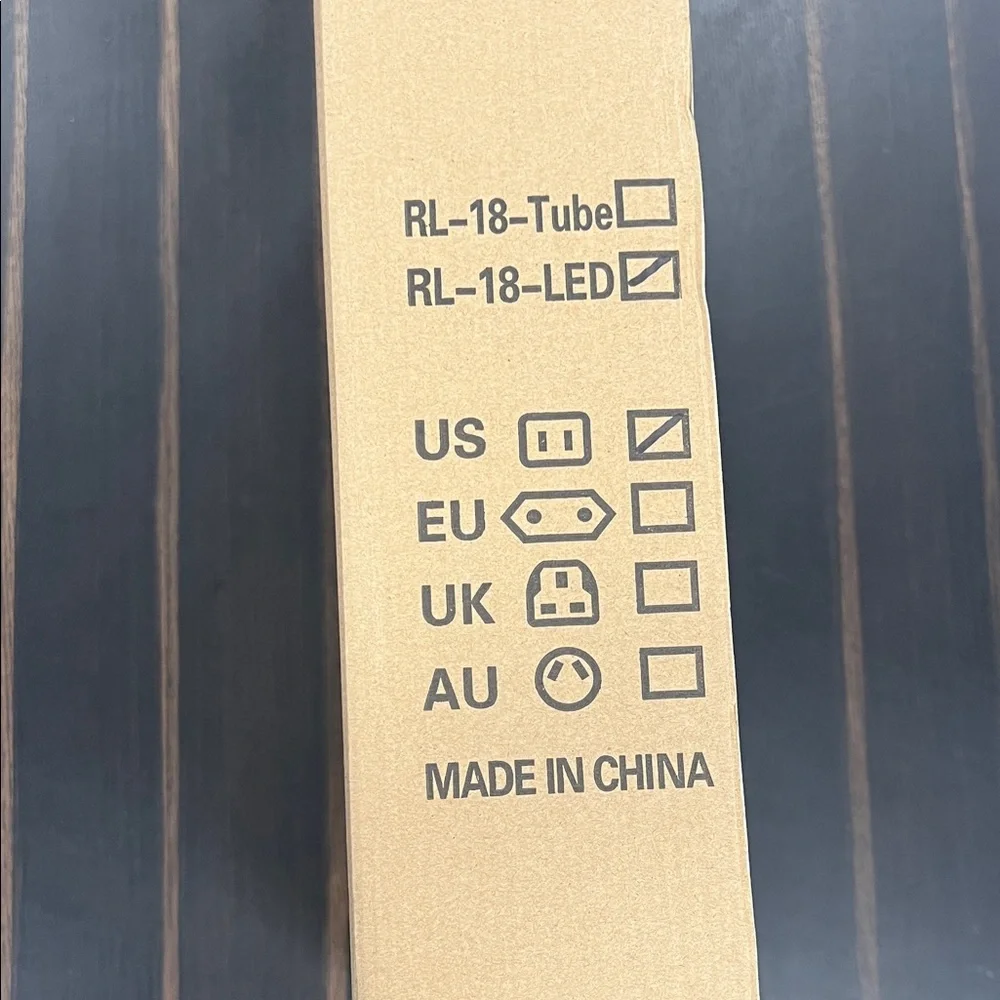 RL-18-Tube
RL-18-LED
US
EU
UK
AU
MADE IN CHINA